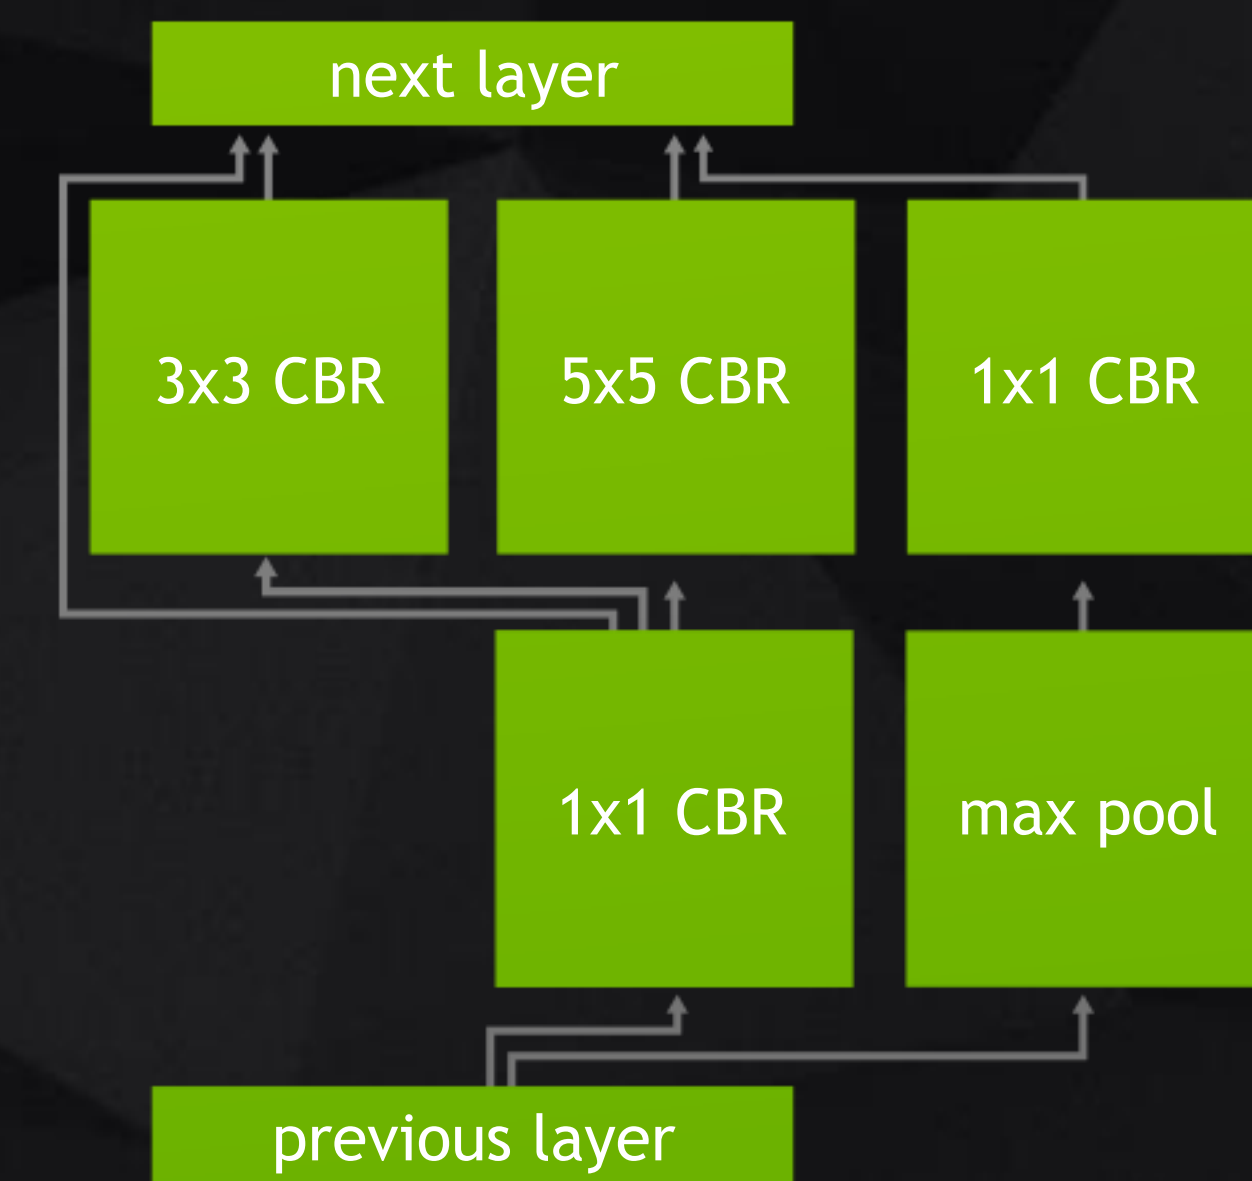 next layer
3x3 CBR
5x5 CBR
1x1 CBR
1x1 CBR
max pool
previous layer